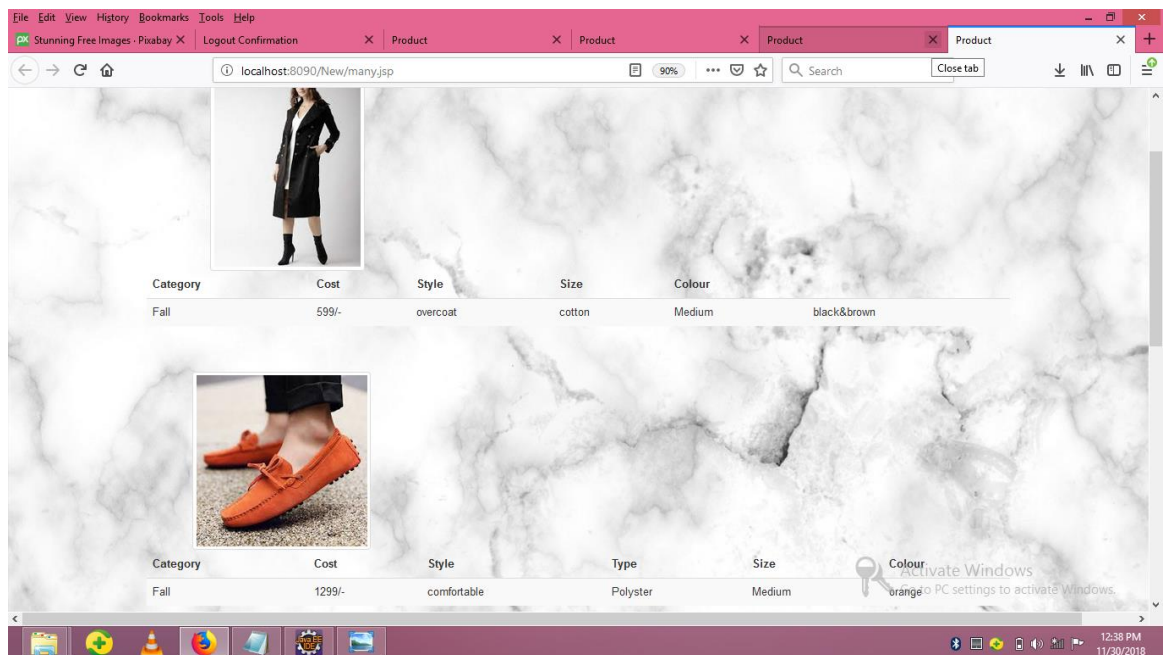 File Edit View History Bookmarks Tools Help
Stunning Free Images · Pixabay Logout Confirmation Product Product Product Product
localhost:8090/New/many.jsp 90% Search Close tab
Category Cost Style Size Colour
Fall 599/- overcoat cotton Medium black&brown
Category Cost Style Type Size Colour
Fall 1299/- comfortable Polyster Medium orange
Activate Windows
Go to PC settings to activate Windows.
Java EE
IDE
12:38 PM
11/30/2018